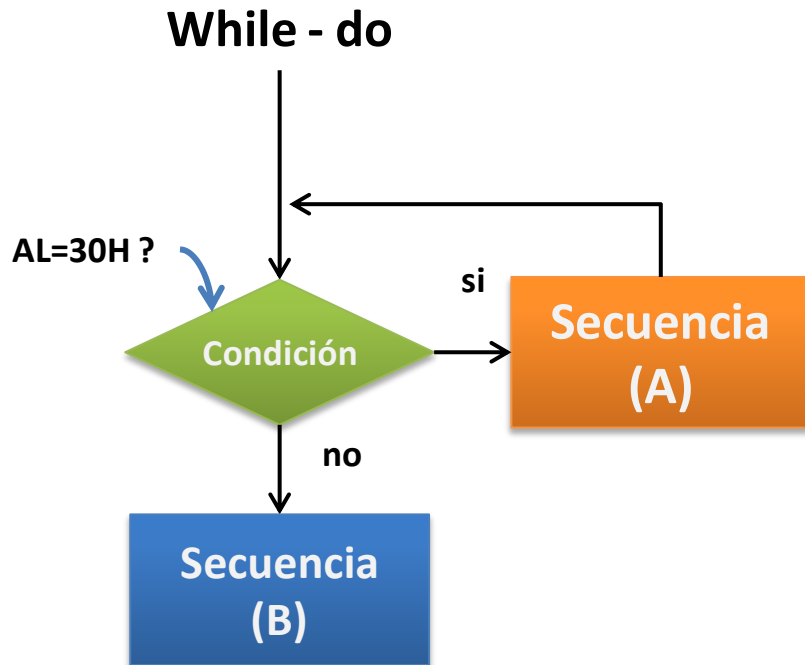 While - do
AL=30H ?
si
Condición
Secuencia
(A)
no
Secuencia
(B)